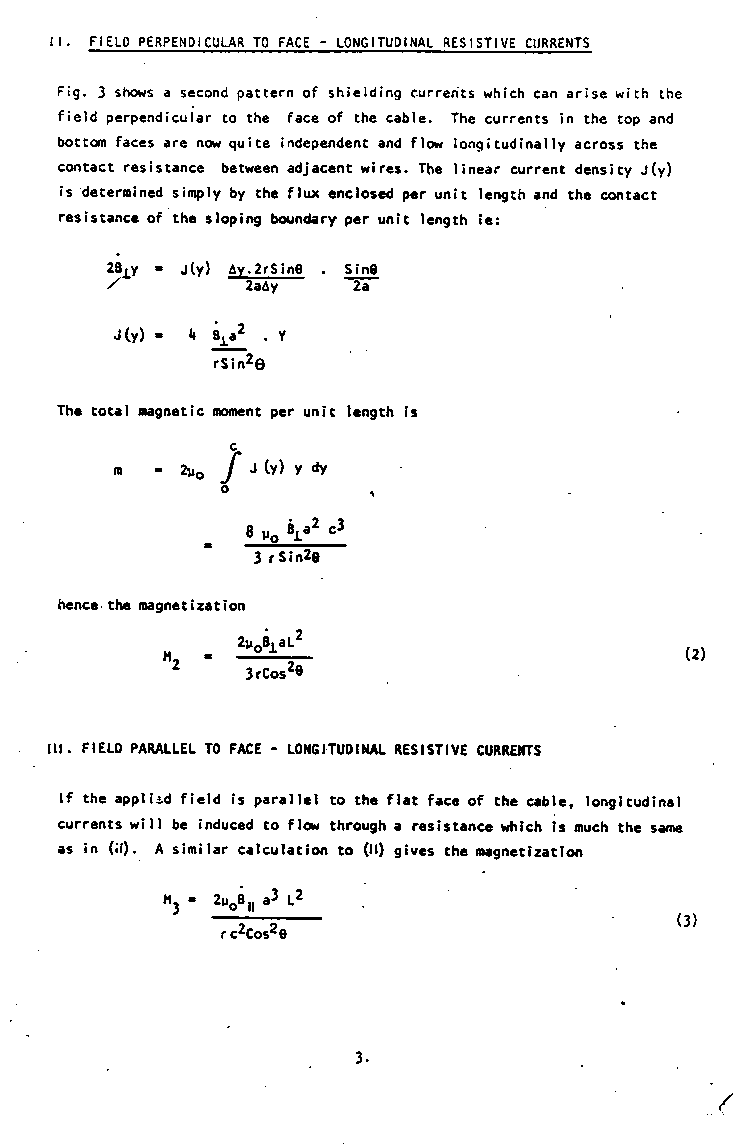 II. FIELD PERPENDICULAR TO FACE - LONGITUDINAL RESISTIVE CURRENTS
Fig. 3 shows a second pattern of shielding currents which can arise with the
field perpendicular to the face of the cable. The currents in the top and
bottom faces are now quite independent and flow longitudinally across the
contact resistance between adjacent wires. The linear current density J(y)
is determined simply by the flux enclosed per unit length and the contact
resistance of the sloping boundary per unit length ie:
2Ḃ⊥y = J(y) Δy.2rSinθ . Sinθ
2aΔy 2a
J(y) = 4 Ḃ⊥a² . Y
rSin²θ
The total magnetic moment per unit length is
m = 2μ₀ ∫₀ᶜ J(y) y dy
= 8 μ₀ Ḃ⊥a² c³
3 rSin²θ
hence the magnetization
M₂ = 2μ₀Ḃ⊥aL² (2)
3rCos²θ
III. FIELD PARALLEL TO FACE - LONGITUDINAL RESISTIVE CURRENTS
If the applied field is parallel to the flat face of the cable, longitudinal
currents will be induced to flow through a resistance which is much the same
as in (ii). A similar calculation to (II) gives the magnetization
M₃ = 2μ₀Ḃ∥ a³ L² (3)
rc²Cos²θ
3.